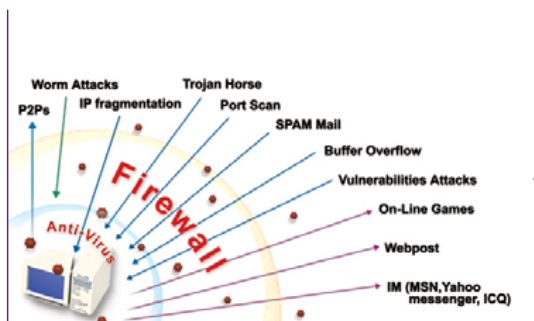 Trojan Horse
Worm Attacks
Port Scan
IP fragmentation
P2Ps
SPAM Mail
Buffer Overflow
Firewall
Vulnerabilities Attacks
On-Line Games
Anti-Virus
Webpost
IM (MSN,Yahoo
messenger, ICQ)